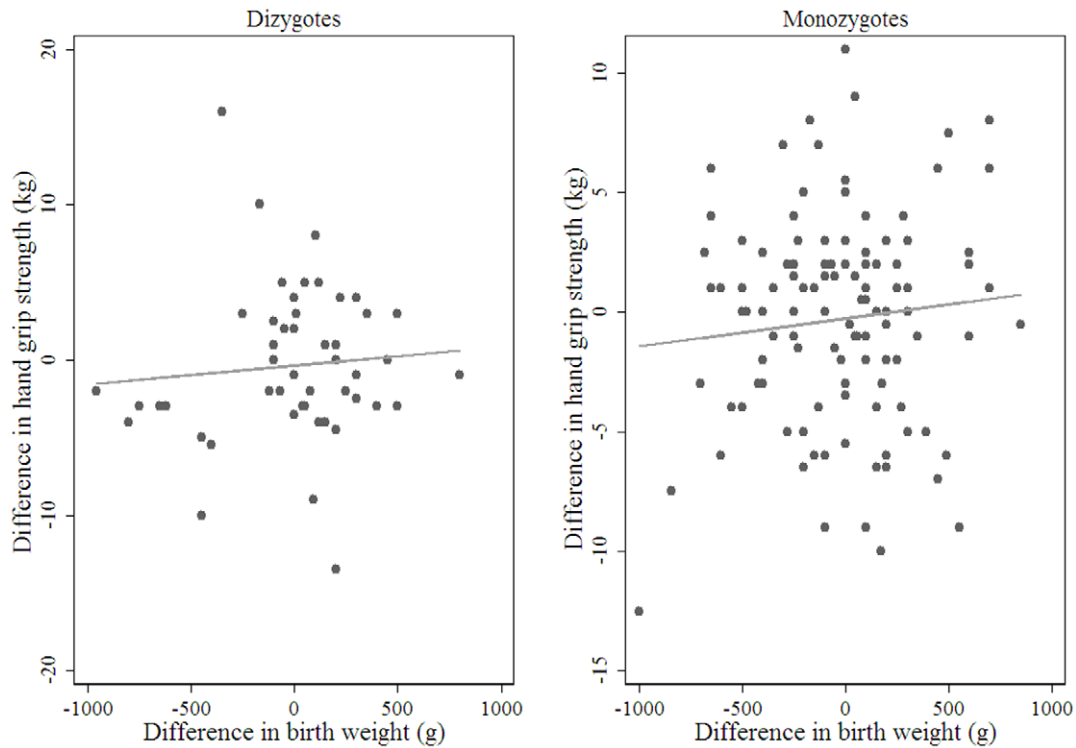 Dizygotes
Difference in hand grip strength (kg)
20
10
0
-10
-20
-1000 -500 0 500 1000
Difference in birth weight (g)
Monozygotes
Difference in hand grip strength (kg)
10
5
0
-5
-10
-15
-1000 -500 0 500 1000
Difference in birth weight (g)